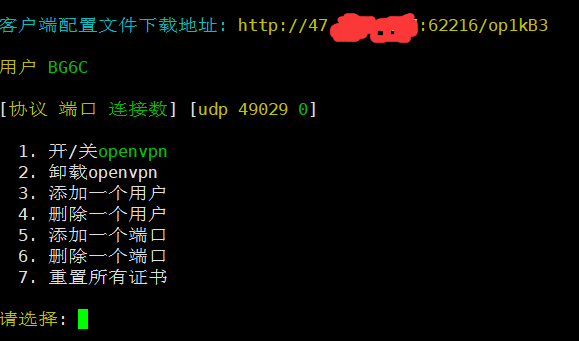 客户端配置文件下载地址: http://47 :62216/op1kB3
用户 BG6C
[协议 端口 连接数] [udp 49029 0]
1. 开/关openvpn
2. 卸载openvpn
3. 添加一个用户
4. 删除一个用户
5. 添加一个端口
6. 删除一个端口
7. 重置所有证书
请选择: